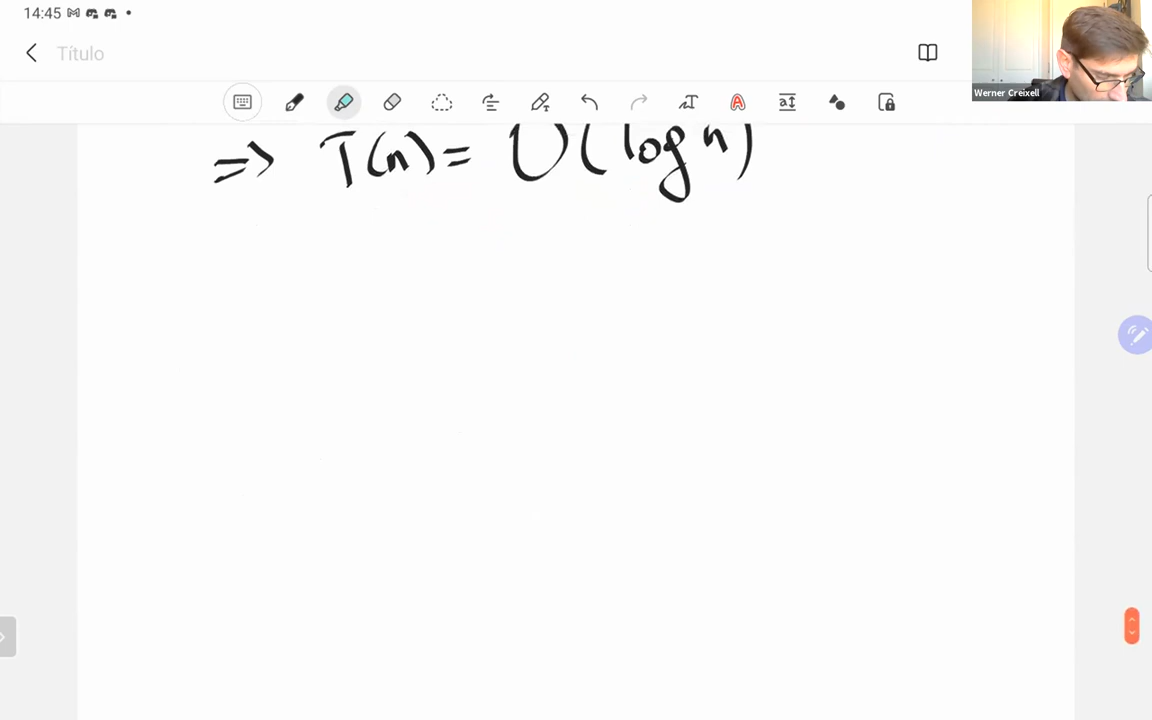 14:45
Título
Werner Creixell
=> T(n) = O(log n)